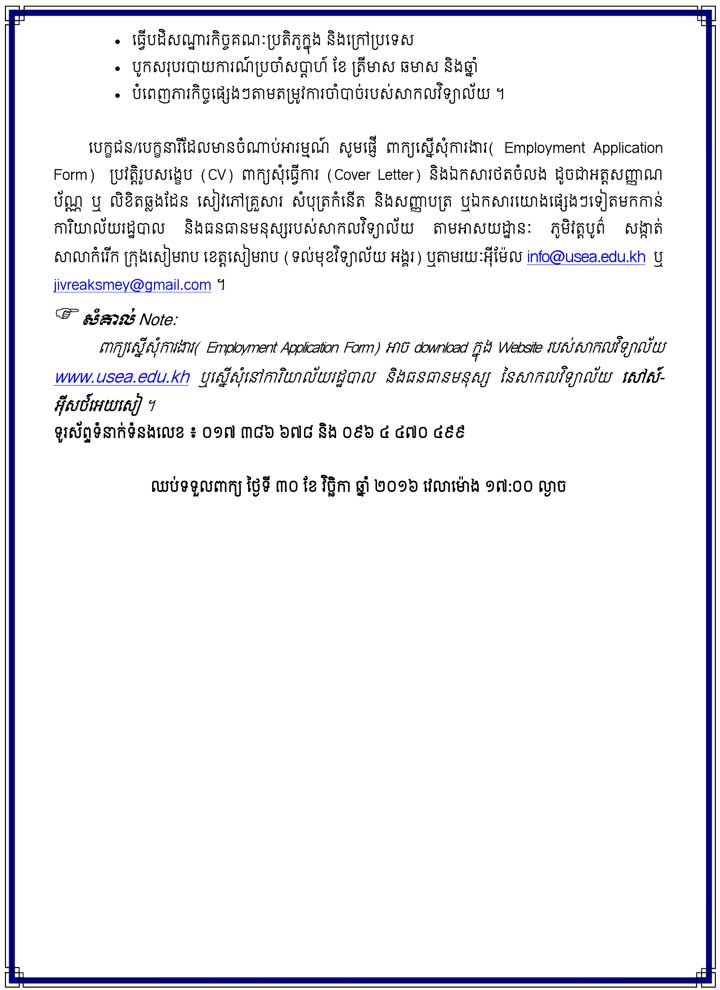 • ធ្វើបដិសណ្ឋារកិច្ចគណៈប្រតិភូក្នុង និងក្រៅប្រទេស
• បូកសរុបរបាយការណ៍ប្រចាំសប្តាហ៍ ខែ ត្រីមាស ឆមាស និងឆ្នាំ
• បំពេញភារកិច្ចផ្សេងៗតាមតម្រូវការចាំបាច់របស់សាកលវិទ្យាល័យ ។
បេក្ខជន/បេក្ខនារីដែលមានចំណាប់អារម្មណ៍ សូមផ្ញើ ពាក្យស្នើសុំការងារ( Employment Application
Form) ប្រវត្តិរូបសង្ខេប (CV) ពាក្យសុំធ្វើការ (Cover Letter) និងឯកសារថតចំលង ដូចជាអត្តសញ្ញាណ
ប័ណ្ណ ឬ លិខិតឆ្លងដែន សៀវភៅគ្រួសារ សំបុត្រកំនើត និងសញ្ញាបត្រ ឬឯកសារយោងផ្សេងៗទៀតមកកាន់
ការិយាល័យរដ្ឋបាល និងធនធានមនុស្សរបស់សាកលវិទ្យាល័យ តាមអាសយដ្ឋានៈ ភូមិវត្តបូព៌ សង្កាត់
សាលាកំរើក ក្រុងសៀមរាប ខេត្តសៀមរាប (ទល់មុខវិទ្យាល័យ អង្គរ) ឬតាមរយៈអ៊ីម៉ែល info@usea.edu.kh ឬ
jivreaksmey@gmail.com ។
☞ សំគាល់ Note:
ពាក្យស្នើសុំការងារ( Employment Application Form) អាច download ក្នុង Website របស់សាកលវិទ្យាល័យ
www.usea.edu.kh ឬស្នើសុំនៅការិយាល័យរដ្ឋបាល និងធនធានមនុស្ស នៃសាកលវិទ្យាល័យ សៅស៍-
អ៊ីសថ៍អេយសៀ ។
ទូរស័ព្ទទំនាក់ទំនងលេខ ៖ ០១៧ ៣៨៦ ៦៧៨ និង ០៩៦ ៤ ៤៧០ ៤៩៩
ឈប់ទទួលពាក្យ ថ្ងៃទី ៣០ ខែ វិច្ឆិកា ឆ្នាំ ២០១៦ វេលាម៉ោង ១៧:០០ ល្ងាច